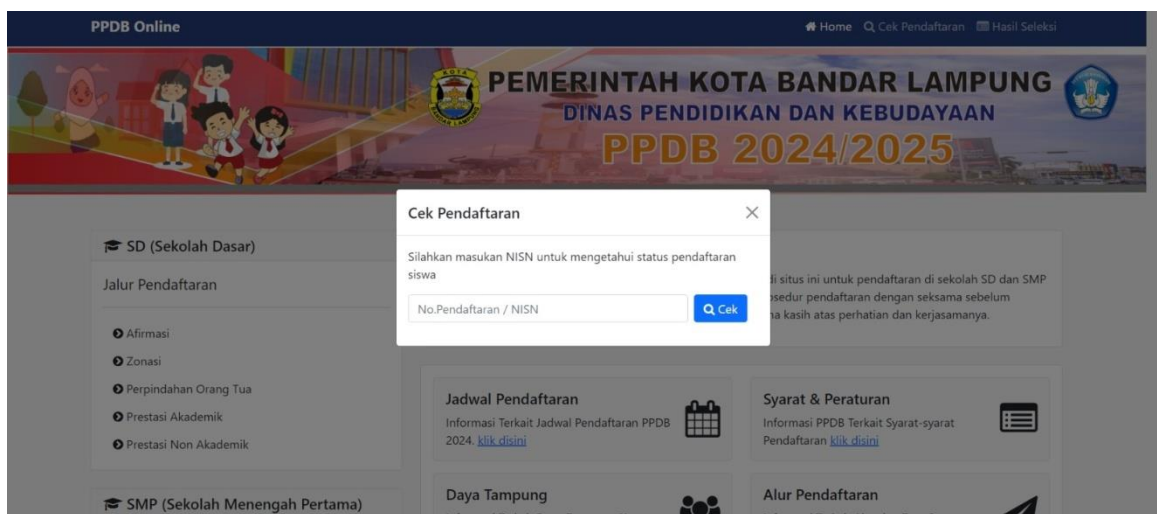 PPDB Online
Home
Cek Pendaftaran
Hasil Seleksi
KOTA
BANDAR LAMPUNG
PEMERINTAH KOTA BANDAR LAMPUNG
DINAS PENDIDIKAN DAN KEBUDAYAAN
PPDB 2024/2025
Cek Pendaftaran
Silahkan masukan NISN untuk mengetahui status pendaftaran
siswa
No.Pendaftaran / NISN
Cek
SD (Sekolah Dasar)
Jalur Pendaftaran
Afirmasi
Zonasi
Perpindahan Orang Tua
Prestasi Akademik
Prestasi Non Akademik
SMP (Sekolah Menengah Pertama)
di situs ini untuk pendaftaran di sekolah SD dan SMP
pendaftaran dengan seksama sebelum
kasih atas perhatian dan kerjasamanya.
Jadwal Pendaftaran
Informasi Terkait Jadwal Pendaftaran PPDB
2024. klik disini
Syarat & Peraturan
Informasi PPDB Terkait Syarat-syarat
Pendaftaran klik disini
Daya Tampung
Alur Pendaftaran